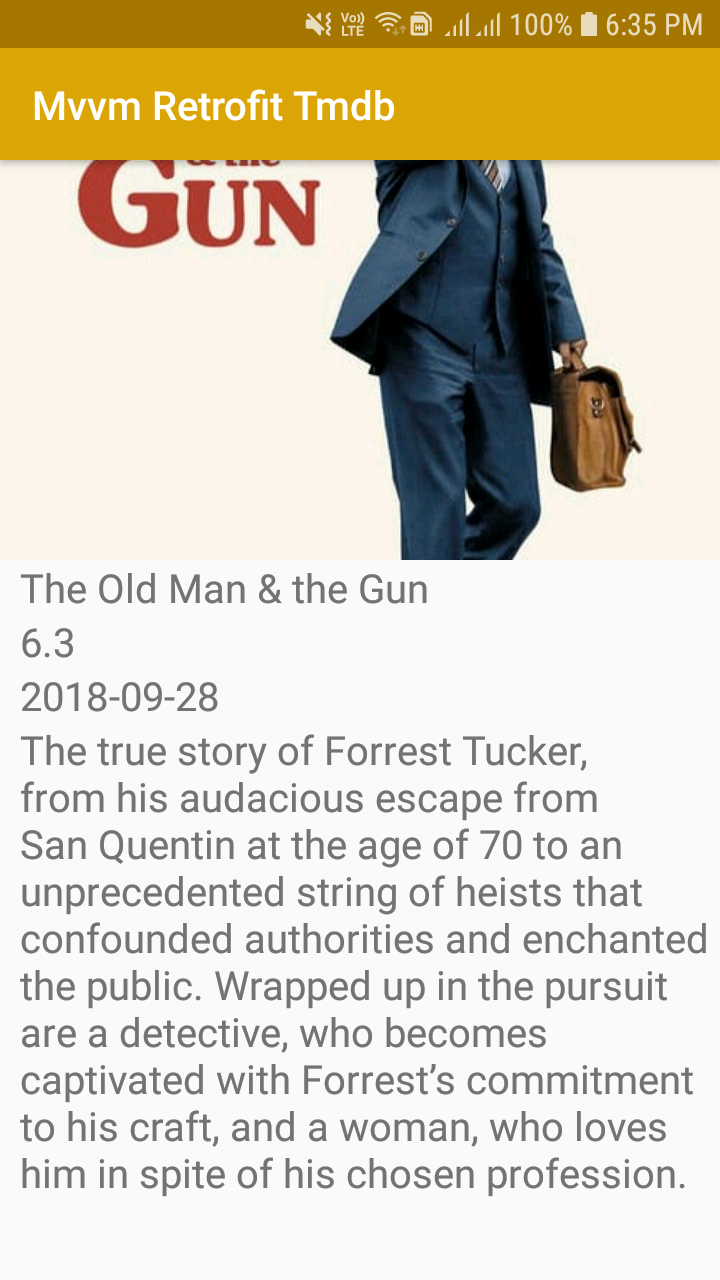 Vo)) LTE 100% 6:35 PM
Mvvm Retrofit Tmdb
& the
GUN
The Old Man & the Gun
6.3
2018-09-28
The true story of Forrest Tucker,
from his audacious escape from
San Quentin at the age of 70 to an
unprecedented string of heists that
confounded authorities and enchanted
the public. Wrapped up in the pursuit
are a detective, who becomes
captivated with Forrest’s commitment
to his craft, and a woman, who loves
him in spite of his chosen profession.